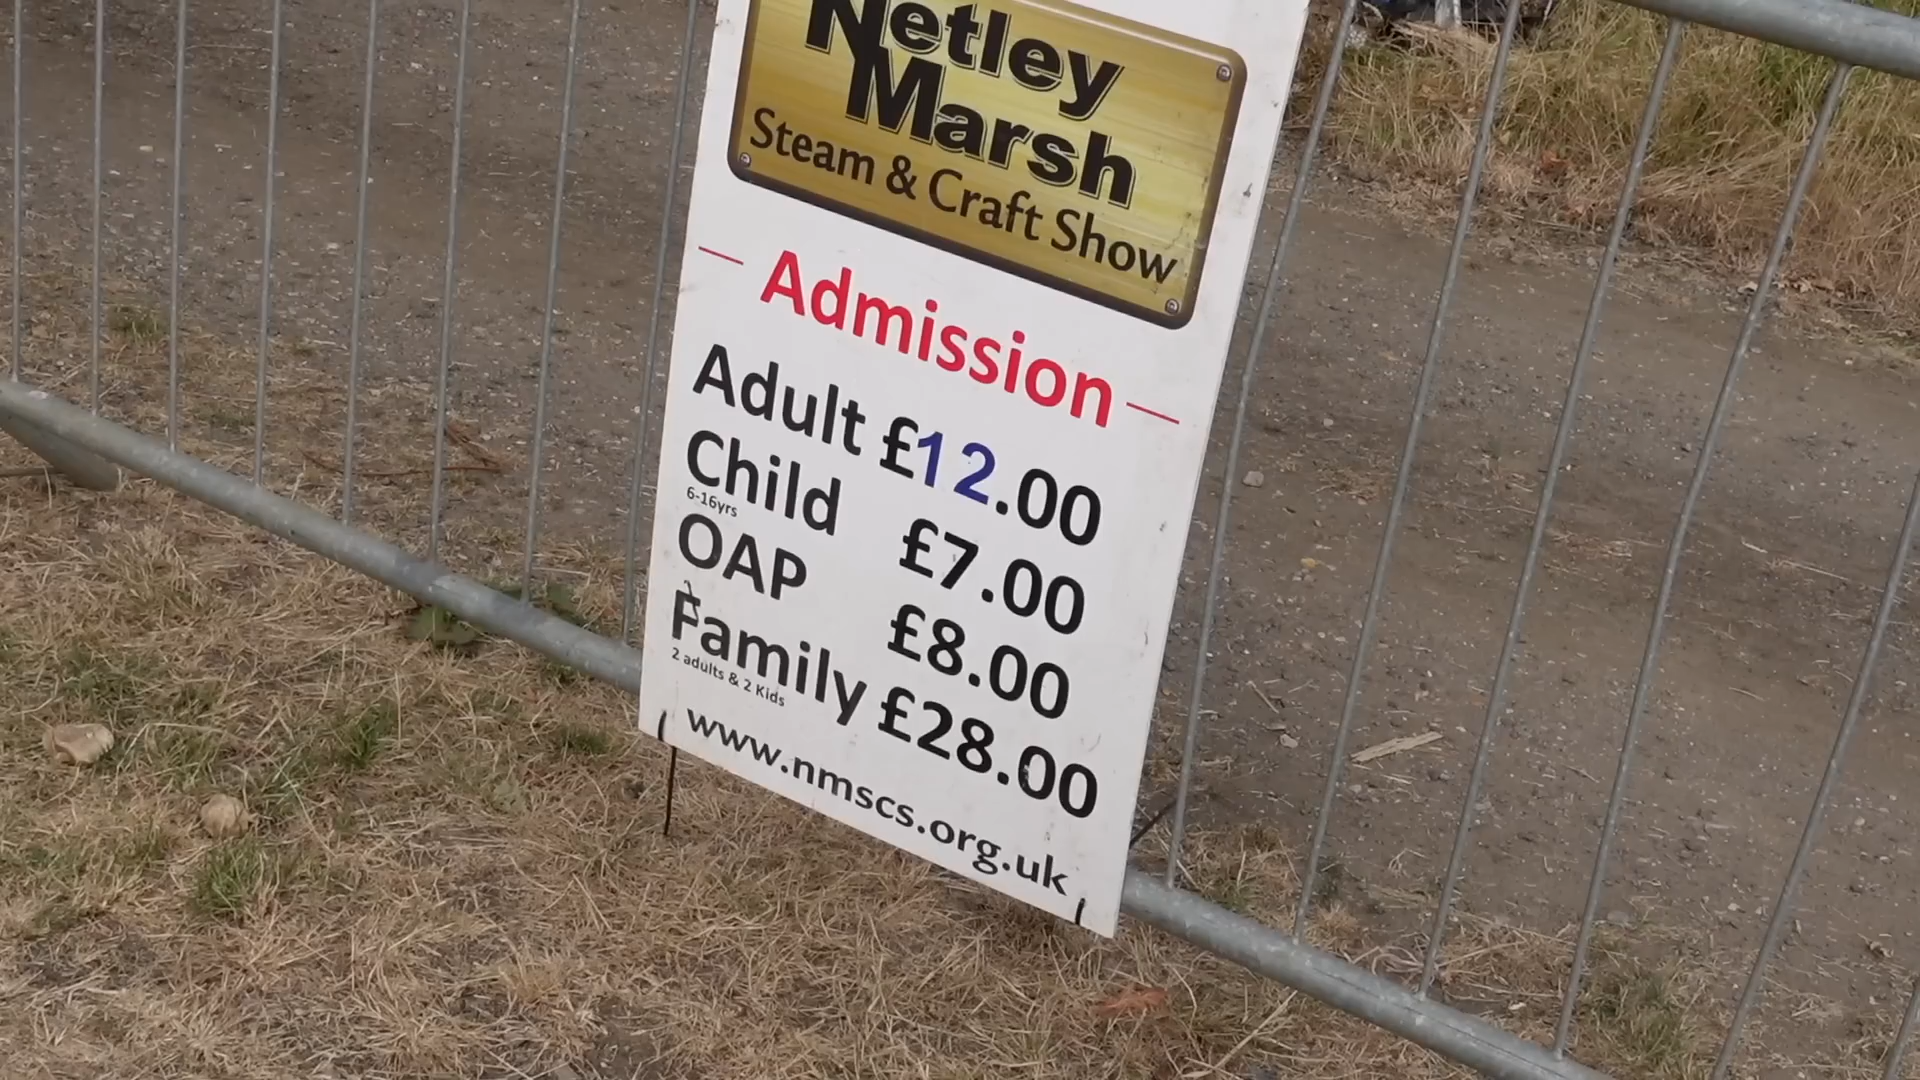 Netley
Marsh
Steam & Craft Show
Admission
Adult £12.00
Child £7.00
6-16yrs
OAP £8.00
Family £28.00
2 adults & 2 Kids
www.nmscs.org.uk